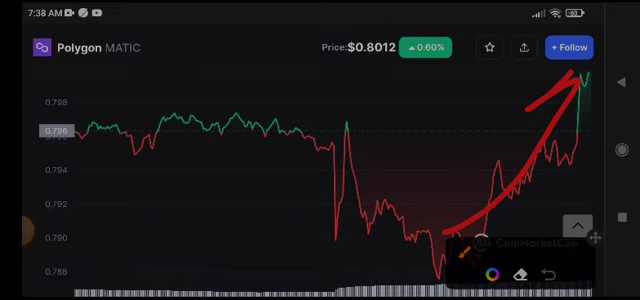 7:38 AM 63
Polygon MATIC Price:$0.8012 ▲ 0.60% + Follow
0.798
0.796
0.794
0.792
0.790
0.788
CoinMarketCap